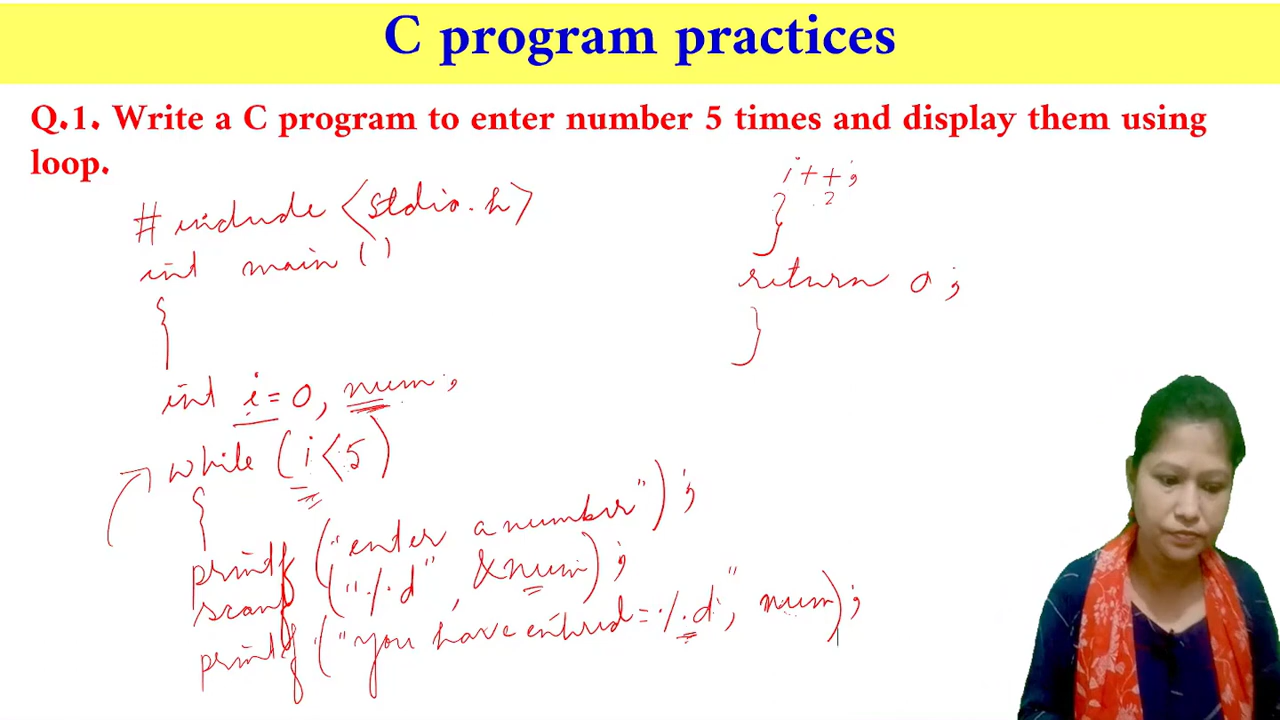 C program practices
Q.1. Write a C program to enter number 5 times and display them using
loop.
#include <stdio.h>
int main ()
{
int i = 0, num;
while (i<5)
{
printf ("enter a number");
scanf ("%d", &num);
printf ("you have entered = %d", num);
i++;
2
}
return 0;
}